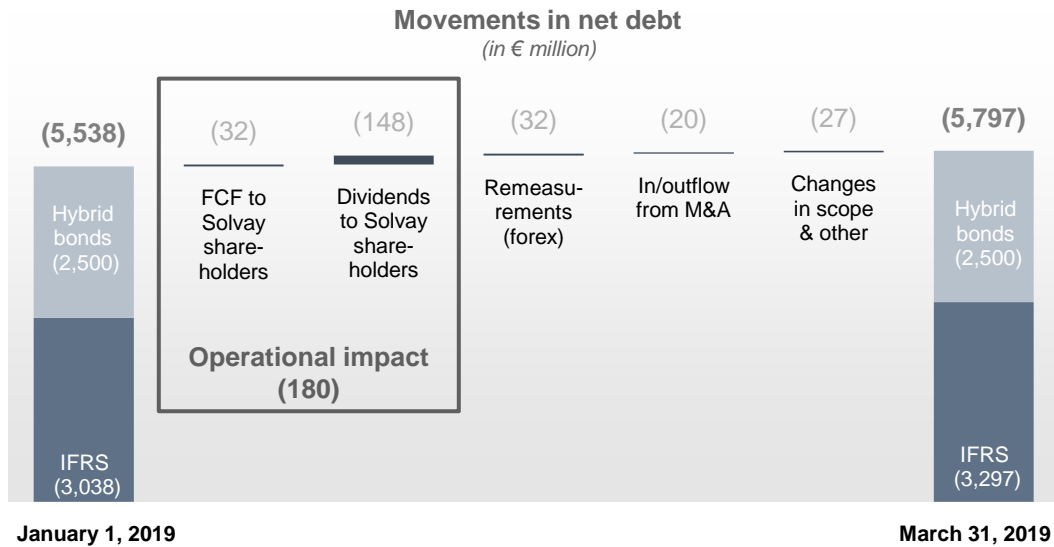 Movements in net debt
(in € million)
(5,538)
Hybrid
bonds
(2,500)
IFRS
(3,038)
(32)
FCF to
Solvay
share-
holders
(148)
Dividends
to Solvay
share-
holders
Operational impact
(180)
(32)
Remeasu-
rements
(forex)
(20)
In/outflow
from M&A
(27)
Changes
in scope
& other
(5,797)
Hybrid
bonds
(2,500)
IFRS
(3,297)
January 1, 2019
March 31, 2019